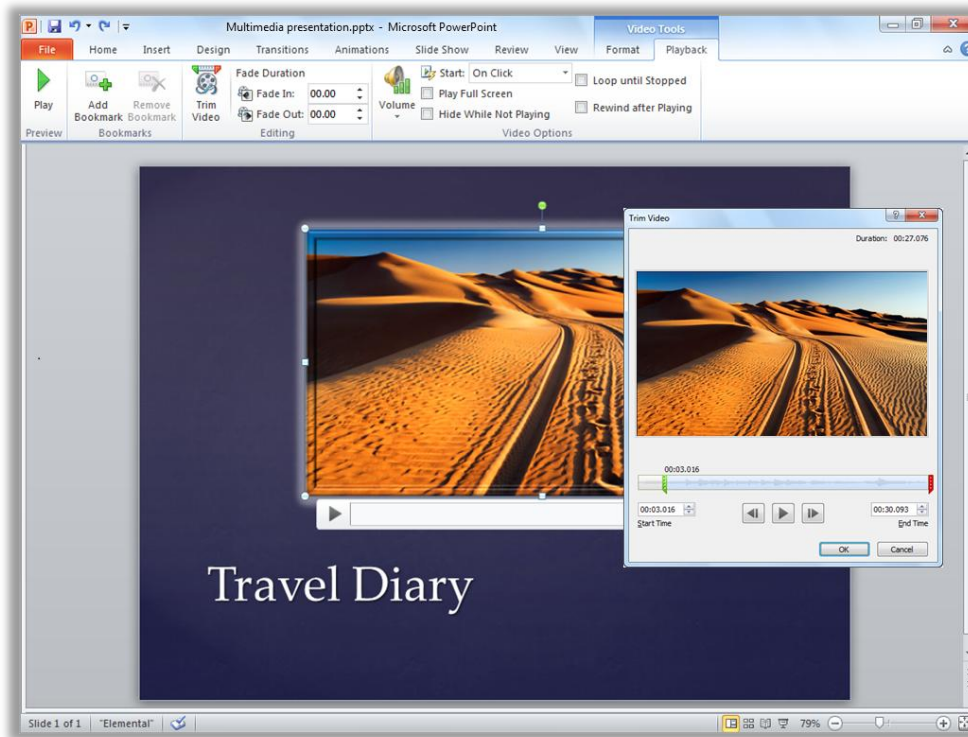 Multimedia presentation.pptx - Microsoft PowerPoint
Video Tools
File Home Insert Design Transitions Animations Slide Show Review View Format Playback
Play
Preview
Add Bookmark
Remove Bookmark
Bookmarks
Trim Video
Fade Duration
Fade In: 00.00
Fade Out: 00.00
Editing
Volume
Start: On Click
Play Full Screen
Hide While Not Playing
Loop until Stopped
Rewind after Playing
Video Options
Trim Video
Duration: 00:27.076
00:03.016
00:03.016
Start Time
00:30.093
End Time
OK
Cancel
Travel Diary
Slide 1 of 1
"Elemental"
79%